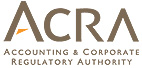 ACRA
ACCOUNTING & CORPORATE
REGULATORY AUTHORITY